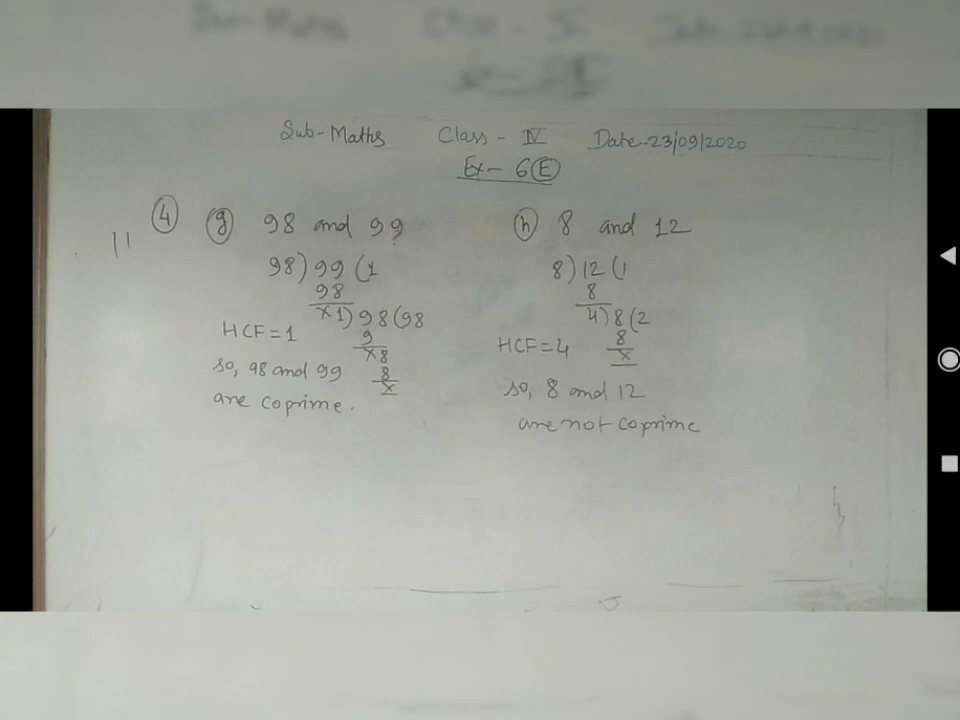 Sub-Maths Class - IV Date-23/09/2020
Ex- 6(E)
4 g 98 and 99
98) 99 (1
98
x1) 98 (98
HCF=1
9
x8
so, 98 and 99
8
x
are coprime.
h 8 and 12
8) 12 (1
8
4) 8 (2
HCF=4
8
x
so, 8 and 12
are not coprime